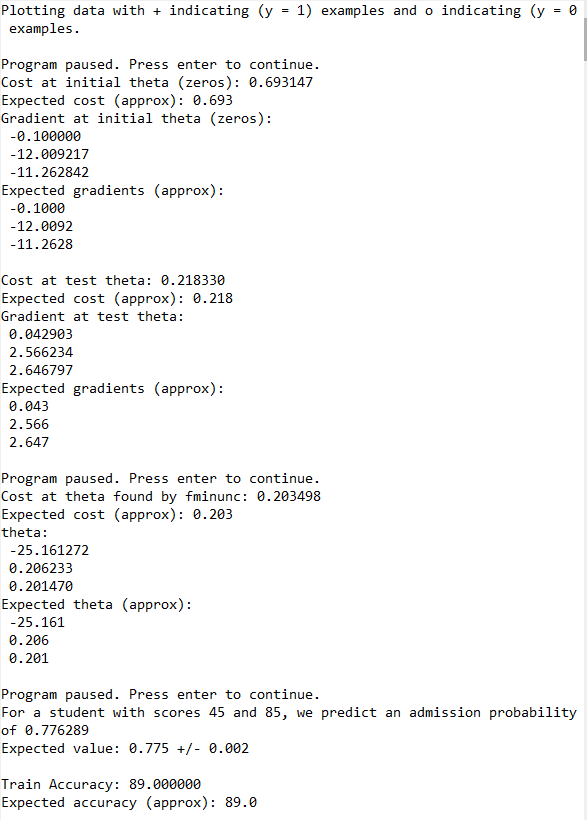 Plotting data with + indicating (y = 1) examples and o indicating (y = 0
examples.
Program paused. Press enter to continue.
Cost at initial theta (zeros): 0.693147
Expected cost (approx): 0.693
Gradient at initial theta (zeros):
-0.100000
-12.009217
-11.262842
Expected gradients (approx):
-0.1000
-12.0092
-11.2628
Cost at test theta: 0.218330
Expected cost (approx): 0.218
Gradient at test theta:
0.042903
2.566234
2.646797
Expected gradients (approx):
0.043
2.566
2.647
Program paused. Press enter to continue.
Cost at theta found by fminunc: 0.203498
Expected cost (approx): 0.203
theta:
-25.161272
0.206233
0.201470
Expected theta (approx):
-25.161
0.206
0.201
Program paused. Press enter to continue.
For a student with scores 45 and 85, we predict an admission probability
of 0.776289
Expected value: 0.775 +/- 0.002
Train Accuracy: 89.000000
Expected accuracy (approx): 89.0